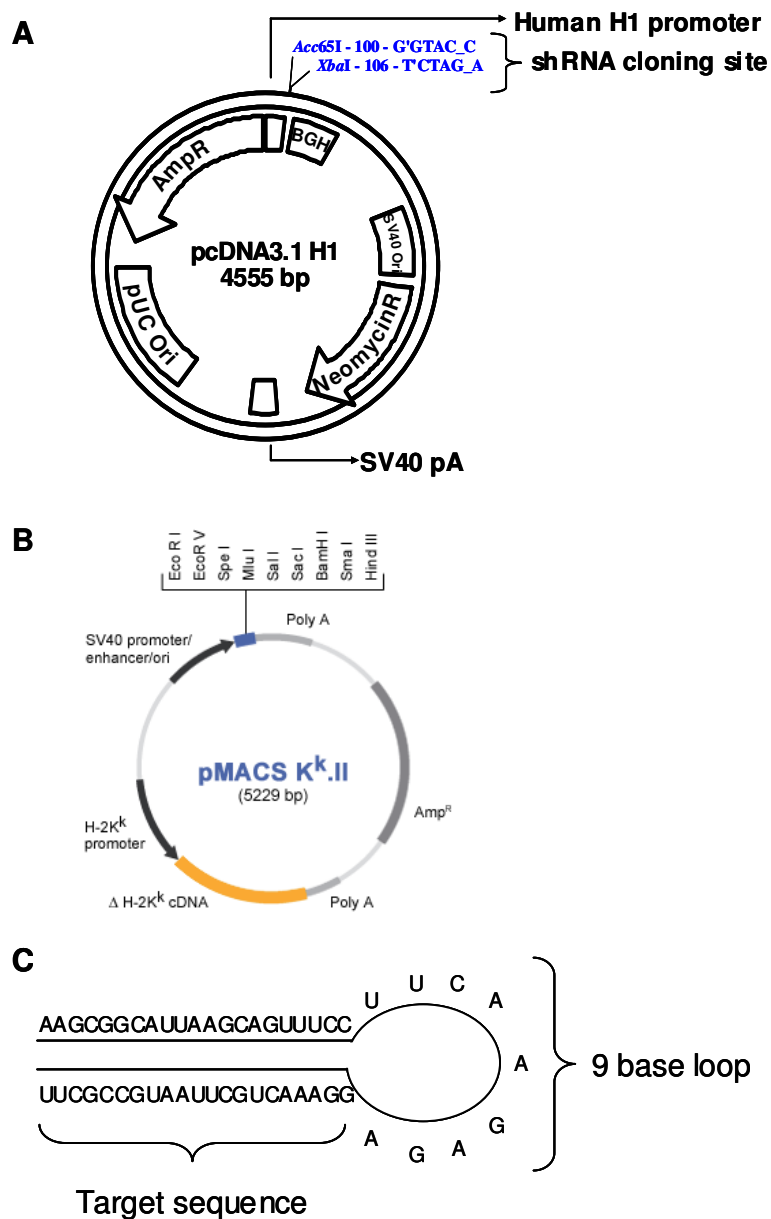 A
Human H1 promoter
Acc65I - 100 - G'GTAC_C
XbaI - 106 - T'CTAG_A
shRNA cloning site
AmpR
BGH
SV40 Ori
pcDNA3.1 H1
4555 bp
pUC Ori
NeomycinR
SV40 pA
B
Eco R I
EcoR V
Spe I
Mlu I
Sal I
Sac I
BamH I
Sma I
Hind III
Poly A
SV40 promoter/
enhancer/ori
pMACS Kk.II
(5229 bp)
AmpR
H-2Kk
promoter
Δ H-2Kk cDNA
Poly A
C
AAGCGGCAUUAAGCAGUUUCC
U U C A A G A G A
UUCGCCGUAAUUCGUCAAAGG
9 base loop
Target sequence